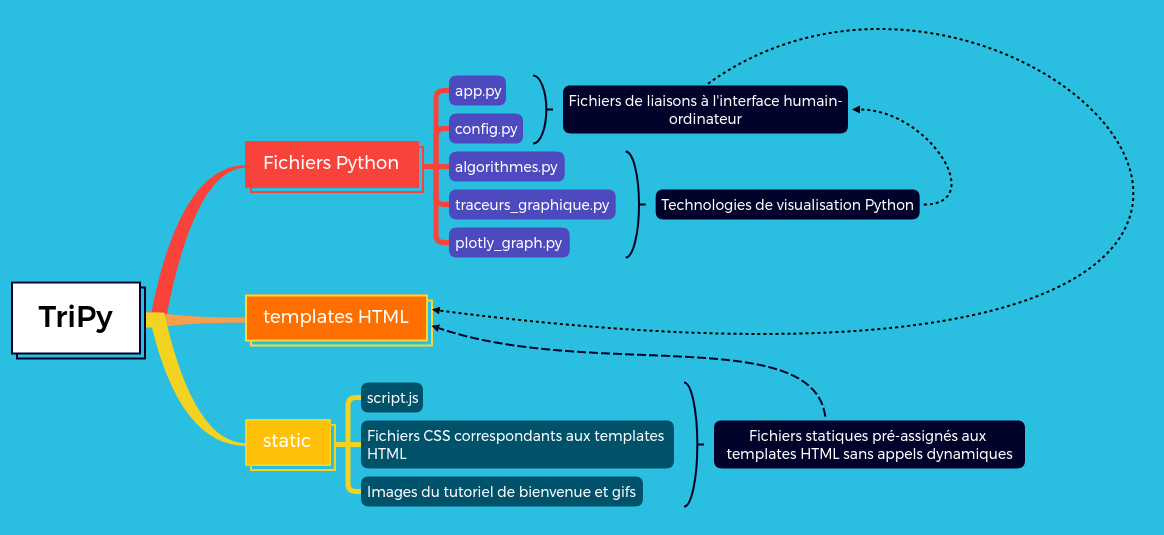 TriPy
Fichiers Python
app.py
config.py
Fichiers de liaisons à l'interface humain-
ordinateur
algorithmes.py
traceurs_graphique.py
plotly_graph.py
Technologies de visualisation Python
templates HTML
static
script.js
Fichiers CSS correspondants aux templates
HTML
Images du tutoriel de bienvenue et gifs
Fichiers statiques pré-assignés aux
templates HTML sans appels dynamiques